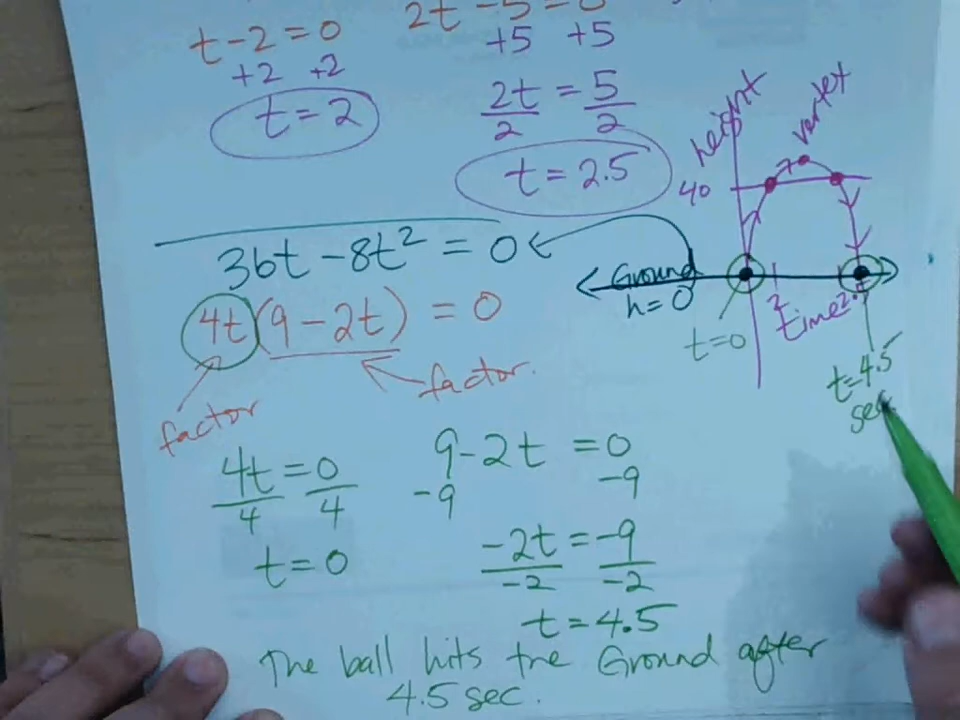 t-2=0
2t-5=0
+2 +2
+5 +5
t=2
2t/2 = 5/2
t=2.5
height
vertex
40
36t-8t²=0
Ground
h=0
4t(9-2t)=0
2
time
t=0
t=4.5
sec
factor
factor.
4t/4=0/4
9-2t=0
-9 -9
t=0
-2t/-2=-9/-2
t=4.5
The ball hits the Ground after
4.5 sec.